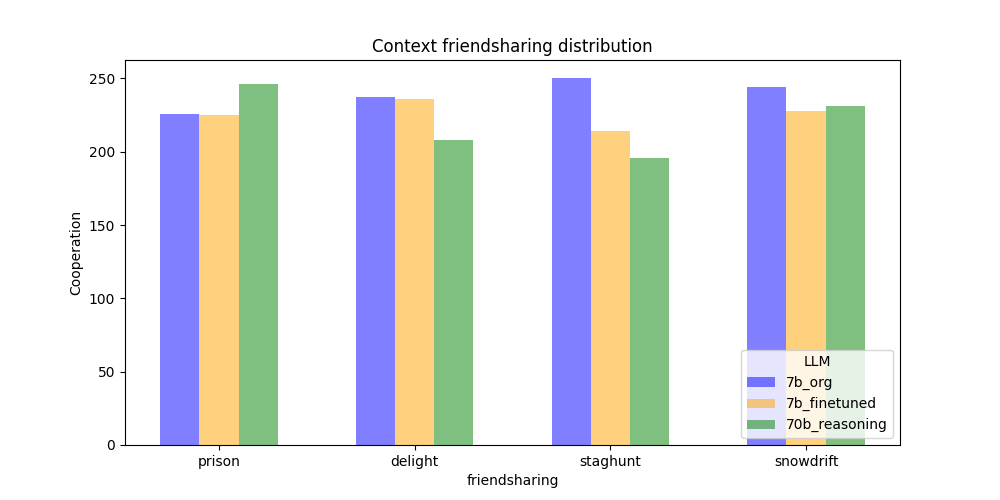 Context friendsharing distribution
Cooperation
250
200
150
100
50
0
prison delight staghunt snowdrift
friendsharing
LLM
7b_org
7b_finetuned
70b_reasoning